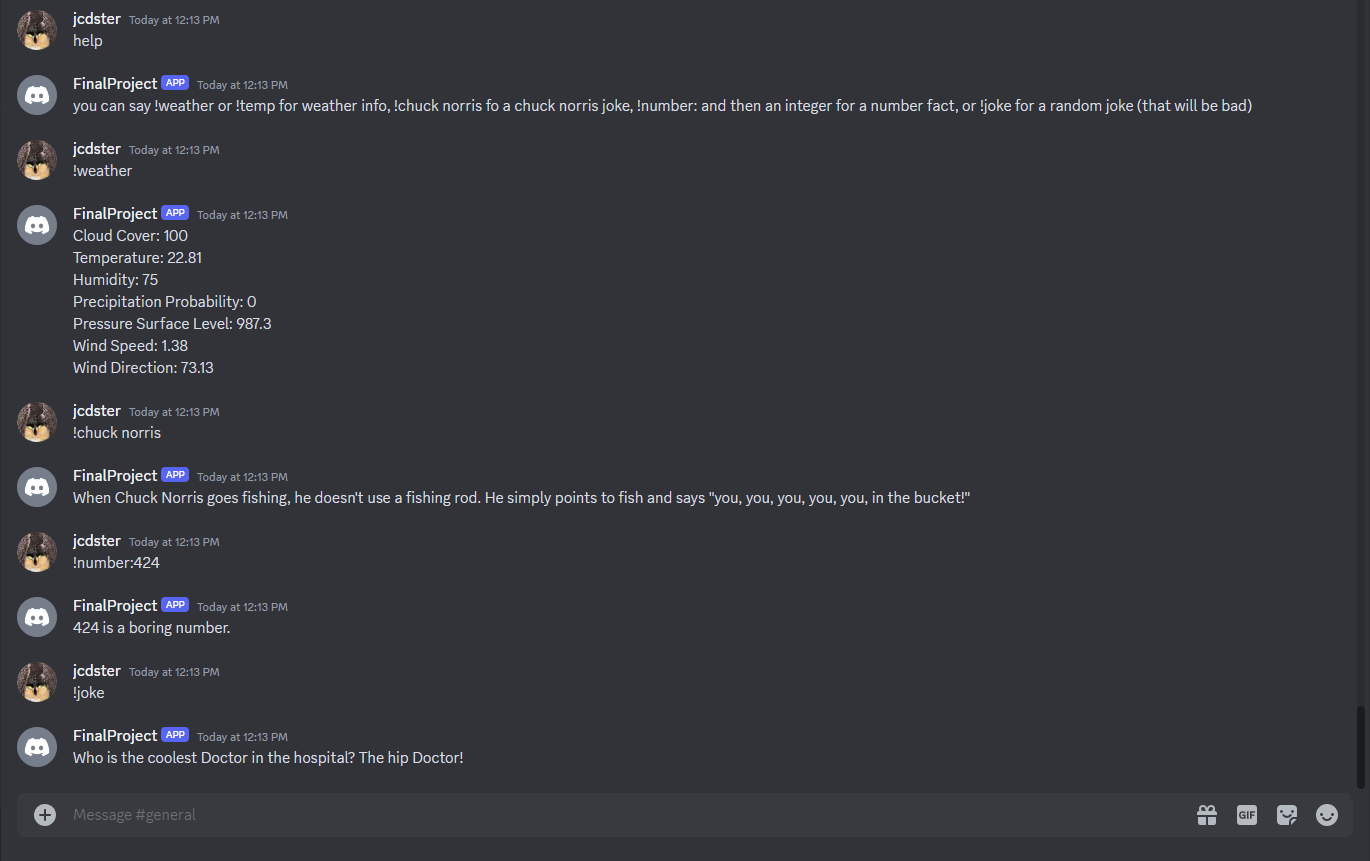 jcdster Today at 12:13 PM
help
FinalProject APP Today at 12:13 PM
you can say !weather or !temp for weather info, !chuck norris fo a chuck norris joke, !number: and then an integer for a number fact, or !joke for a random joke (that will be bad)
jcdster Today at 12:13 PM
!weather
FinalProject APP Today at 12:13 PM
Cloud Cover: 100
Temperature: 22.81
Humidity: 75
Precipitation Probability: 0
Pressure Surface Level: 987.3
Wind Speed: 1.38
Wind Direction: 73.13
jcdster Today at 12:13 PM
!chuck norris
FinalProject APP Today at 12:13 PM
When Chuck Norris goes fishing, he doesn't use a fishing rod. He simply points to fish and says "you, you, you, you, you, in the bucket!"
jcdster Today at 12:13 PM
!number:424
FinalProject APP Today at 12:13 PM
424 is a boring number.
jcdster Today at 12:13 PM
!joke
FinalProject APP Today at 12:13 PM
Who is the coolest Doctor in the hospital? The hip Doctor!
Message #general GIF